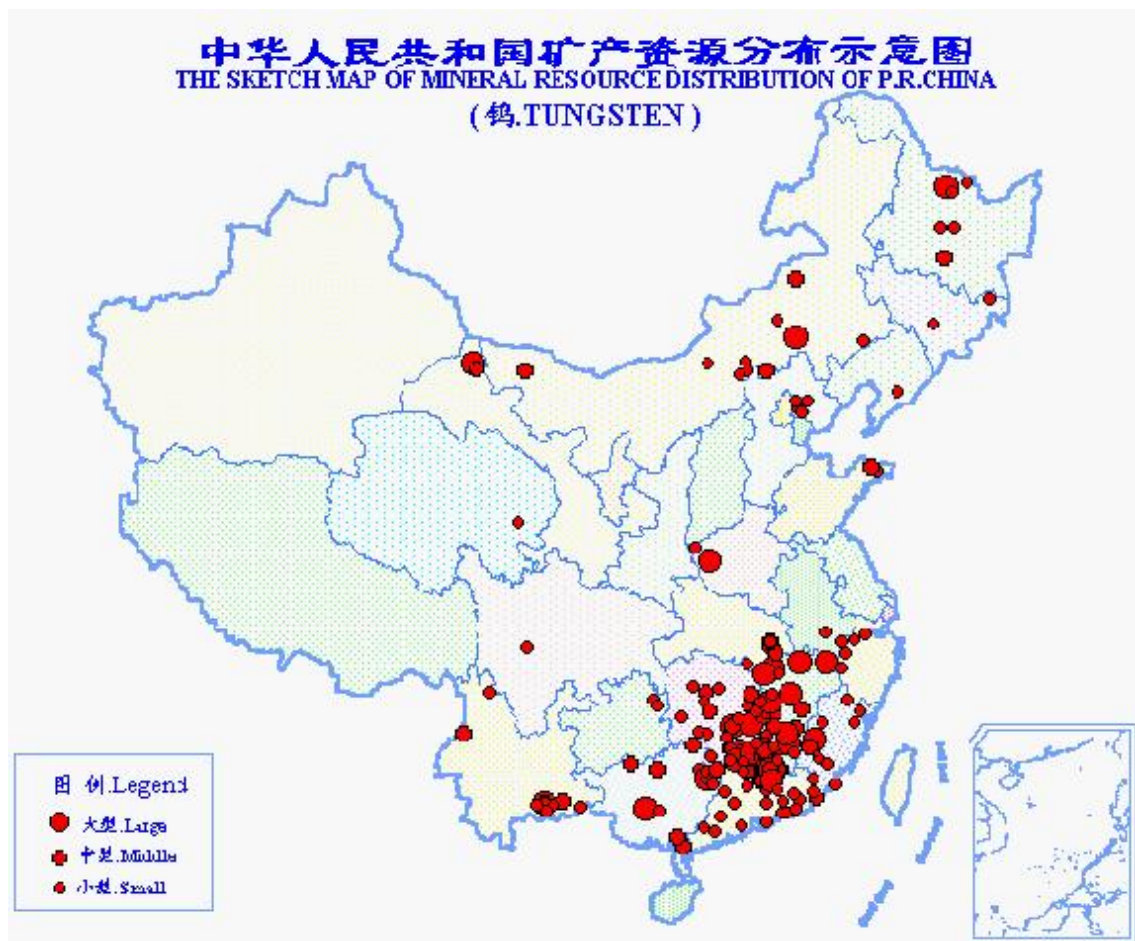 中华人民共和国矿产资源分布示意图
THE SKETCH MAP OF MINERAL RESOURCE DISTRIBUTION OF P.R.CHINA
(钨.TUNGSTEN)
图 例.Legend
大型.Large
中型.Middle
小型.Small